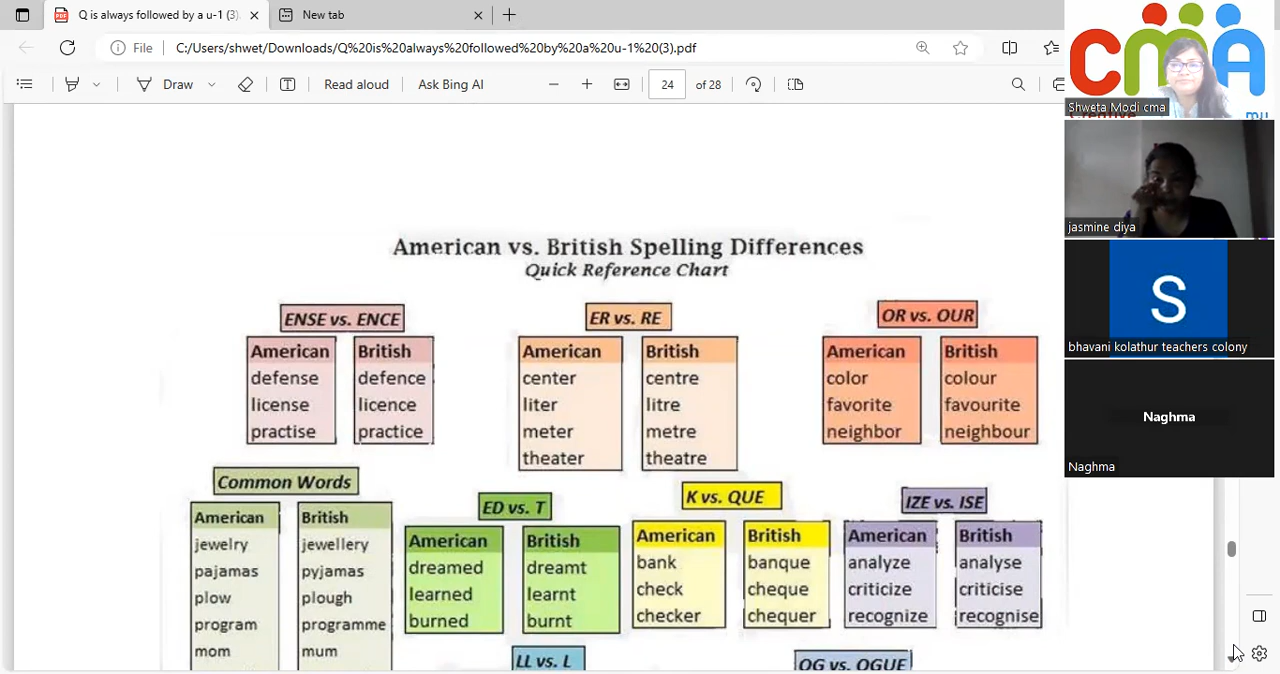 Q is always followed by a u-1 (3).
New tab
File
C:/Users/shwet/Downloads/Q%20is%20always%20followed%20by%20a%20u-1%20(3).pdf
Draw
Read aloud
Ask Bing AI
24
of 28
cmA
Shweta Modi cma
jasmine diya
S
bhavani kolathur teachers colony
Naghma
Naghma
American vs. British Spelling Differences
Quick Reference Chart
ENSE vs. ENCE
American British
defense defence
license licence
practise practice
ER vs. RE
American British
center centre
liter litre
meter metre
theater theatre
OR vs. OUR
American British
color colour
favorite favourite
neighbor neighbour
Common Words
American British
jewelry jewellery
pajamas pyjamas
plow plough
program programme
mom mum
ED vs. T
American British
dreamed dreamt
learned learnt
burned burnt
K vs. QUE
American British
bank banque
check cheque
checker chequer
IZE vs. ISE
American British
analyze analyse
criticize criticise
recognize recognise
LL vs. L
OG vs. OGUE